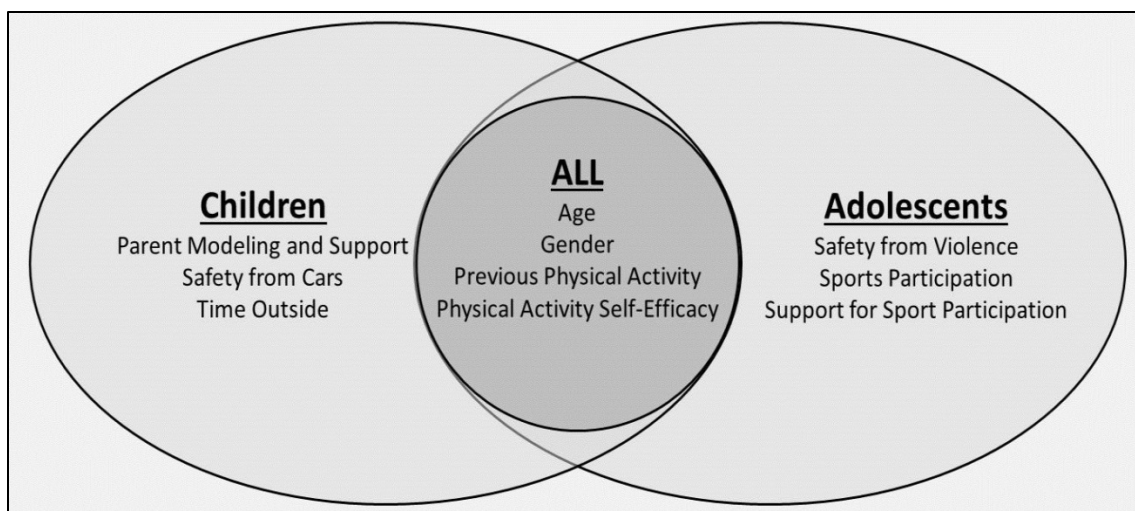 Children
Parent Modeling and Support
Safety from Cars
Time Outside
ALL
Age
Gender
Previous Physical Activity
Physical Activity Self-Efficacy
Adolescents
Safety from Violence
Sports Participation
Support for Sport Participation